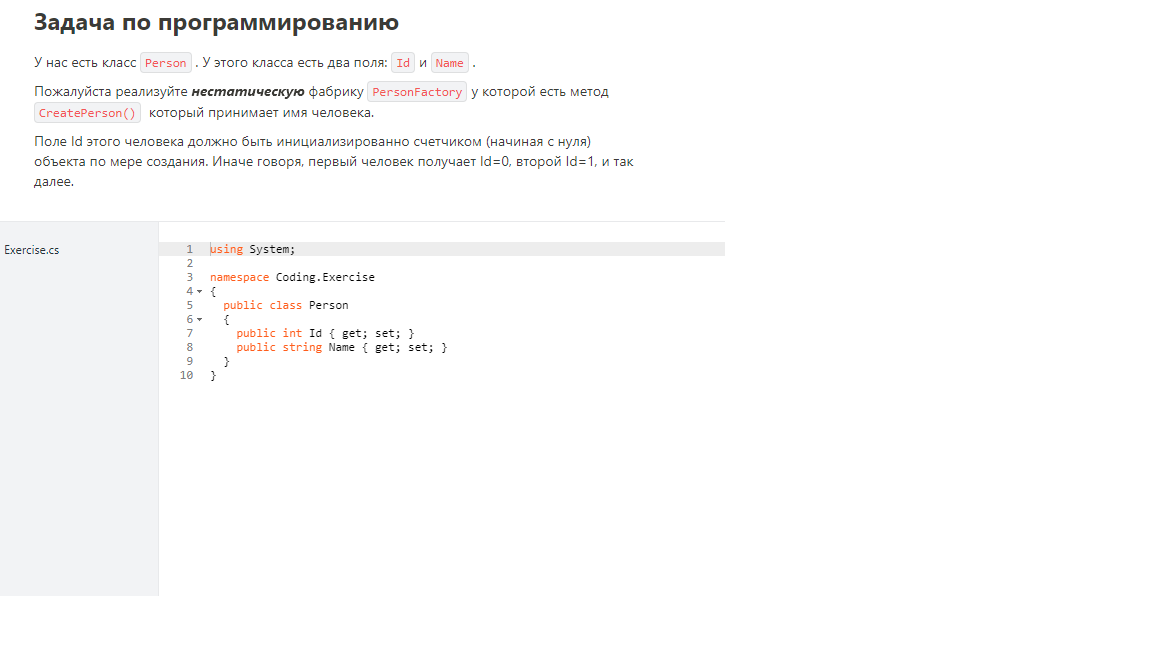 Задача по программированию
У нас есть класс Person . У этого класса есть два поля: Id и Name .
Пожалуйста реализуйте нестатическую фабрику PersonFactory у которой есть метод
CreatePerson() который принимает имя человека.
Поле Id этого человека должно быть инициализированно счетчиком (начиная с нуля)
объекта по мере создания. Иначе говоря, первый человек получает Id=0, второй Id=1, и так
далее.
Exercise.cs
1 using System;
2
3 namespace Coding.Exercise
4 {
5 public class Person
6 {
7 public int Id { get; set; }
8 public string Name { get; set; }
9 }
10 }